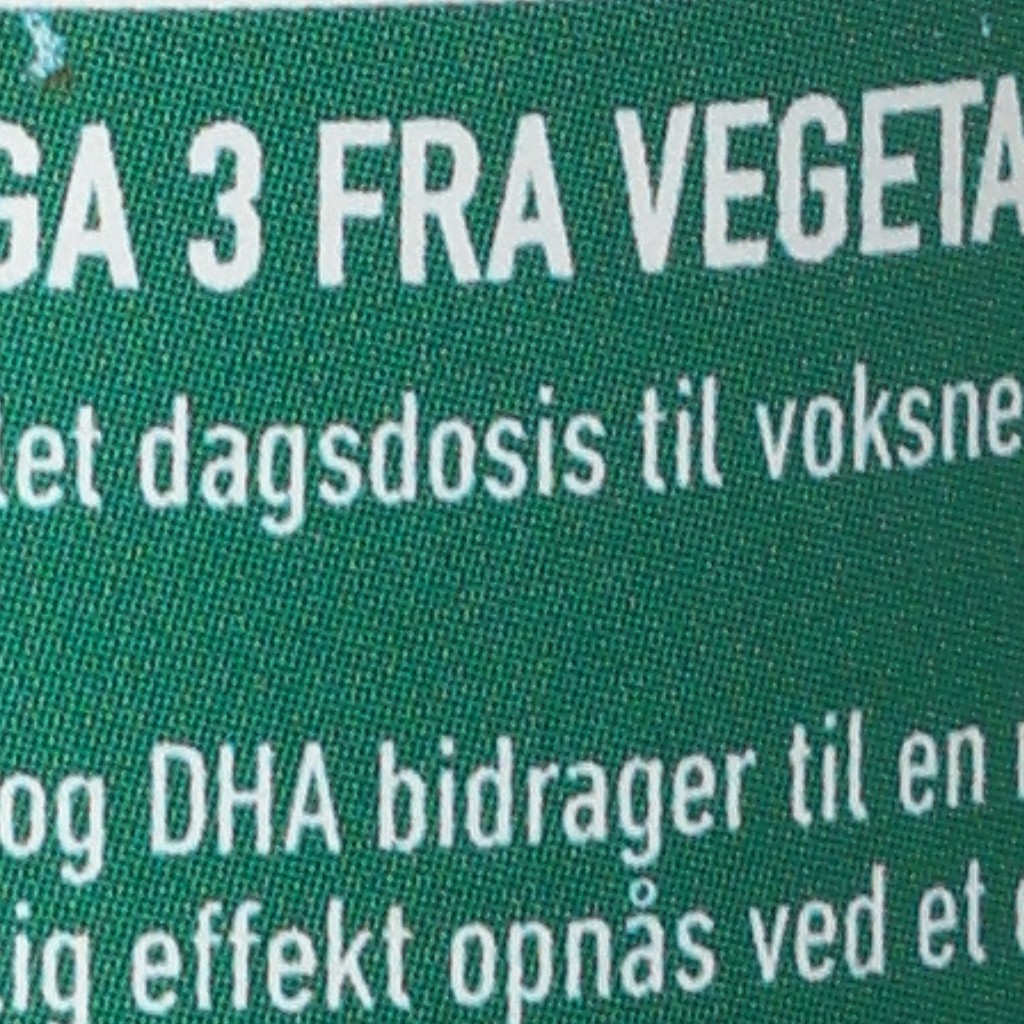 GA 3 FRA VEGETA
let dagsdosis til voksne
og DHA bidrager til en
lig effekt opnås ved et